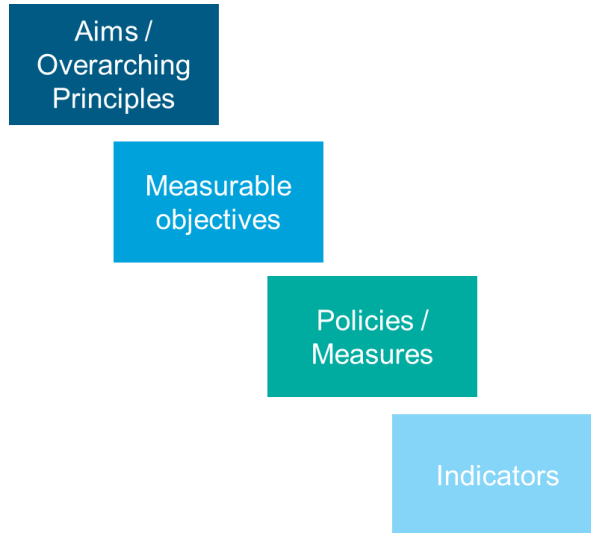 Aims /
Overarching
Principles
Measurable
objectives
Policies /
Measures
Indicators